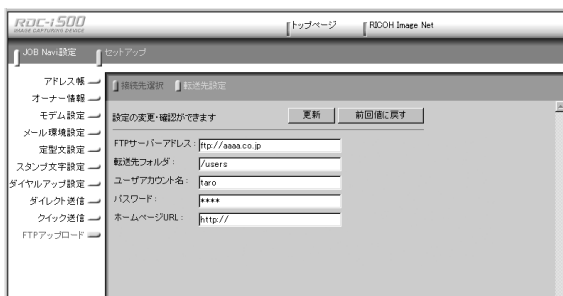 RDC-i500
IMAGE CAPTURING DEVICE
トップページ
RICOH Image Net
JOB Navi設定
セットアップ
アドレス帳
オーナー情報
モデム設定
メール環境設定
定型文設定
スタンプ文字設定
ダイヤルアップ設定
ダイレクト送信
クイック送信
FTPアップロード
接続先選択
転送先設定
設定の変更・確認ができます
更新
前回値に戻す
FTPサーバーアドレス: ftp://aaaa.co.jp
転送先フォルダ: /users
ユーザアカウント名: taro
パスワード: ****
ホームページURL: http://